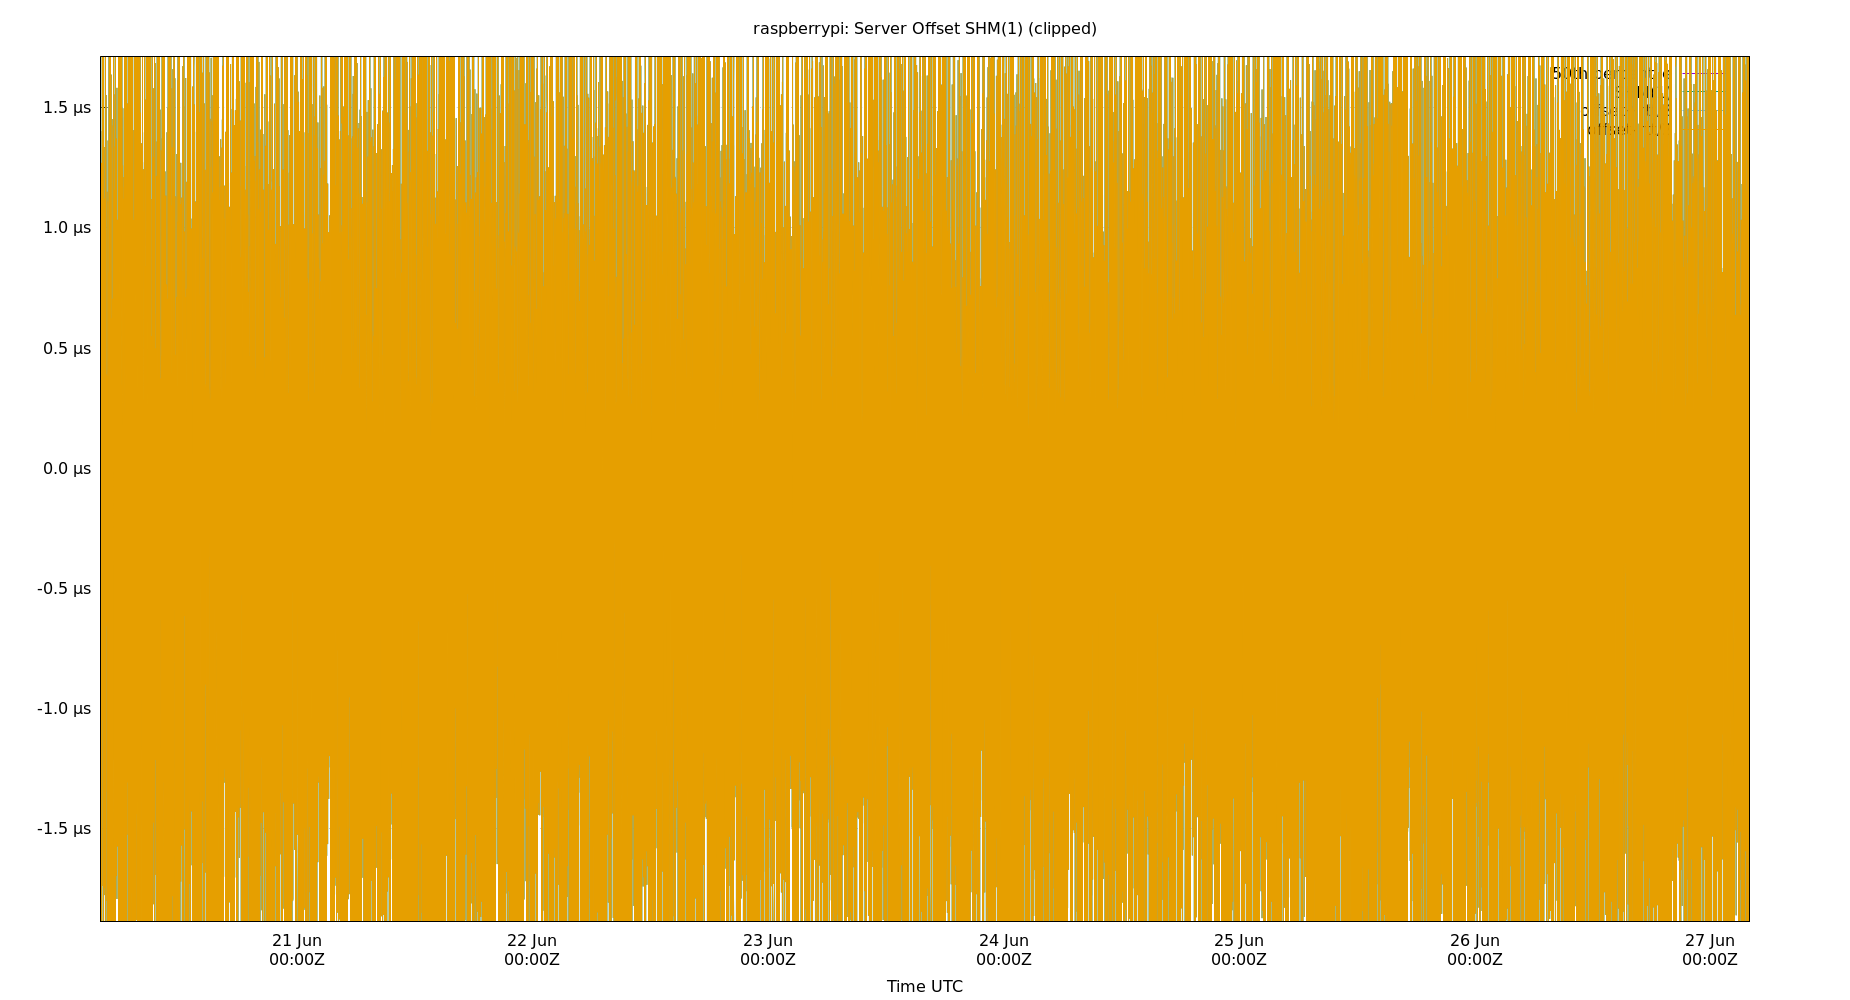 raspberrypi: Server Offset SHM(1) (clipped)
1.5 µs
1.0 µs
0.5 µs
0.0 µs
-0.5 µs
-1.0 µs
-1.5 µs
21 Jun 22 Jun 23 Jun 24 Jun 25 Jun 26 Jun 27 Jun
00:00Z 00:00Z 00:00Z 00:00Z 00:00Z 00:00Z 00:00Z
Time UTC